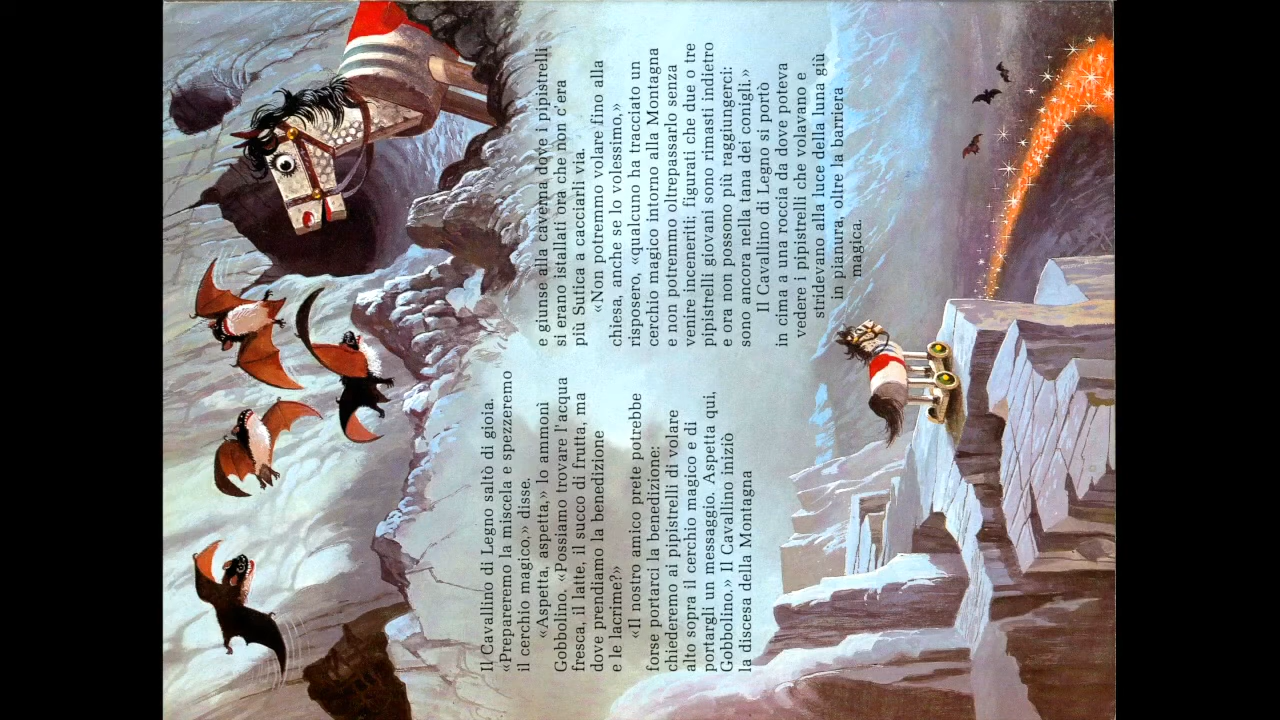 Il Cavallino di Legno saltò di gioia.
«Prepareremo la miscela e spezzeremo
il cerchio magico,» disse.
«Aspetta, aspetta,» lo ammonì
Gobbolino, «Possiamo trovare l'acqua
fresca, il latte, il succo di frutta, ma
dove prendiamo la benedizione
e le lacrime?»
«Il nostro amico prete potrebbe
forse portarci la benedizione;
chiederemo ai pipistrelli di volare
alto sopra il cerchio magico e di
portargli un messaggio. Aspetta qui,
Gobbolino.» Il Cavallino iniziò
la discesa della Montagna
e giunse alla caverna dove i pipistrelli
si erano istallati ora che non c'era
più Sutica a cacciarli via.
«Non potremmo volare fino alla
chiesa, anche se lo volessimo,»
risposero, «qualcuno ha tracciato un
cerchio magico intorno alla Montagna
e non potremmo oltrepassarlo senza
venire inceneriti; figurati che due o tre
pipistrelli giovani sono rimasti indietro
e ora non possono più raggiungerci:
sono ancora nella tana dei conigli.»
Il Cavallino di Legno si portò
in cima a una roccia da dove poteva
vedere i pipistrelli che volavano e
stridevano alla luce della luna giù
in pianura, oltre la barriera
magica.